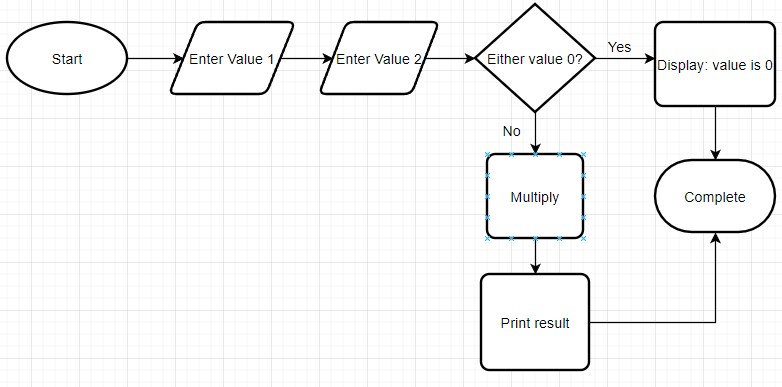 Start
Enter Value 1
Enter Value 2
Either value 0?
Yes
Display: value is 0
No
Multiply
Complete
Print result